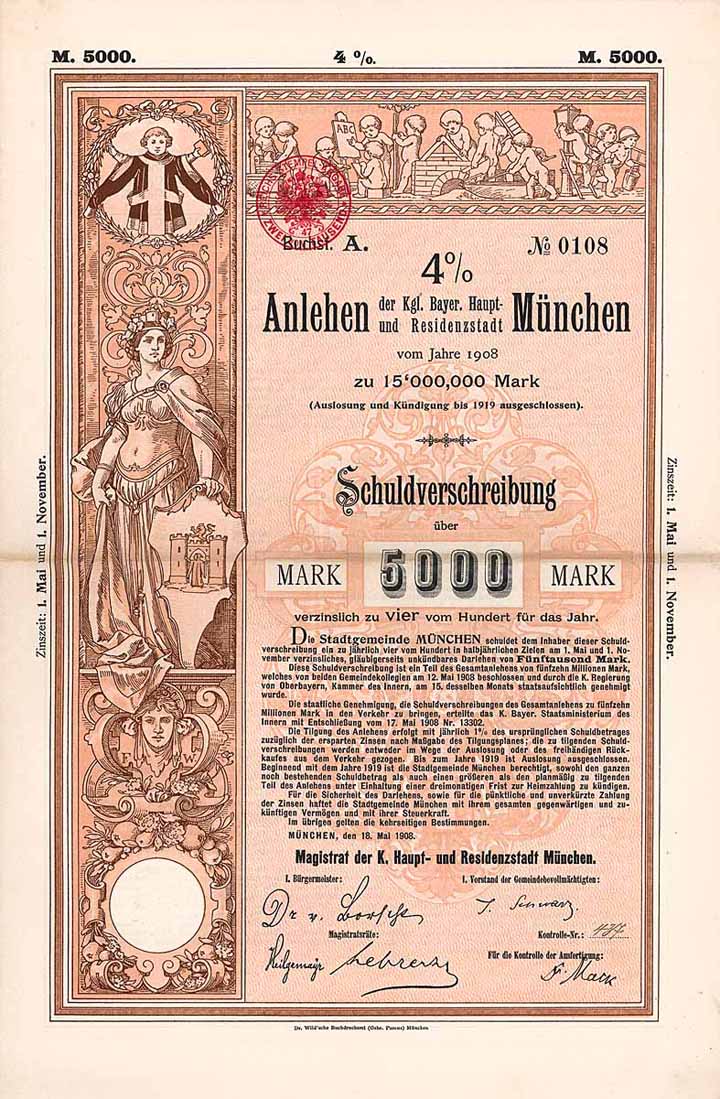 M. 5000.
4 %.
M. 5000.
ABC
Buchst. A.
№ 0108
4%
Anlehen der Kgl. Bayer. Haupt- und Residenzstadt München
vom Jahre 1908
zu 15'000,000 Mark
(Auslosung und Kündigung bis 1919 ausgeschlossen).
Schuldverschreibung
über
MARK 5000 MARK
verzinslich zu vier vom Hundert für das Jahr.
Die Stadtgemeinde MÜNCHEN schuldet dem Inhaber dieser Schuld-
verschreibung ein zu jährlich vier vom Hundert in halbjährlichen Zielen am 1. Mai und 1. No-
vember verzinsliches, gläubigerseits unkündbares Darlehen von Fünftausend Mark.
Diese Schuldverschreibung ist ein Teil des Gesamtanlehens von fünfzehn Millionen Mark,
welches von beiden Gemeindekollegien am 12. Mai 1908 beschlossen und durch die K. Regierung
von Oberbayern, Kammer des Innern, am 15. desselben Monats staatsaufsichtlich genehmigt
wurde.
Die staatliche Genehmigung, die Schuldverschreibungen des Gesamtanlehens zu fünfzehn
Millionen Mark in den Verkehr zu bringen, erteilte das K. Bayer. Staatsministerium des
Innern mit Entschließung vom 17. Mai 1908 Nr. 13302.
Die Tilgung des Anlehens erfolgt mit jährlich 1% des ursprünglichen Schuldbetrages
zuzüglich der ersparten Zinsen nach Maßgabe des Tilgungsplanes; die zu tilgenden Schuld-
verschreibungen werden entweder im Wege der Auslosung oder des freihändigen Rück-
kaufes aus dem Verkehr gezogen. Bis zum Jahre 1919 ist Auslosung ausgeschlossen.
Beginnend mit dem Jahre 1919 ist die Stadtgemeinde München berechtigt, sowohl den ganzen
noch bestehenden Schuldbetrag als auch einen größeren als den planmäßig zu tilgenden
Teil des Anlehens unter Einhaltung einer dreimonatigen Frist zur Heimzahlung zu kündigen.
Für die Sicherheit des Darlehens, sowie für die pünktliche und unverkürzte Zahlung
der Zinsen haftet die Stadtgemeinde München mit ihrem gesamten gegenwärtigen und zu-
künftigen Vermögen und mit ihrer Steuerkraft.
Im übrigen gelten die kehrseitigen Bestimmungen.
MÜNCHEN, den 18. Mai 1908.
Magistrat der K. Haupt- und Residenzstadt München.
I. Bürgermeister:
I. Vorstand der Gemeindebevollmächtigten:
Dr v. Borscht
Schwarz
Magistratsräte:
Kontrolle-Nr.:
Heilgemayr
Für die Kontrolle der Ausfertigung:
Mack
F W
Zinszeit: 1. Mai und 1. November.
Zinszeit: 1. Mai und 1. November.
Dr. Wild'sche Buchdruckerei (Gebr. Parcus) München